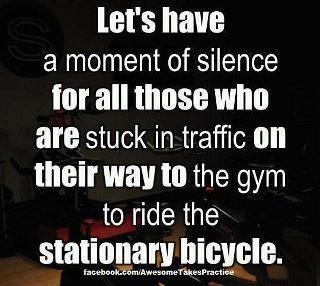 Let's have
a moment of silence
for all those who
are stuck in traffic on
their way to the gym
to ride the
stationary bicycle.
facebook.com/AwesomeTakesPractice